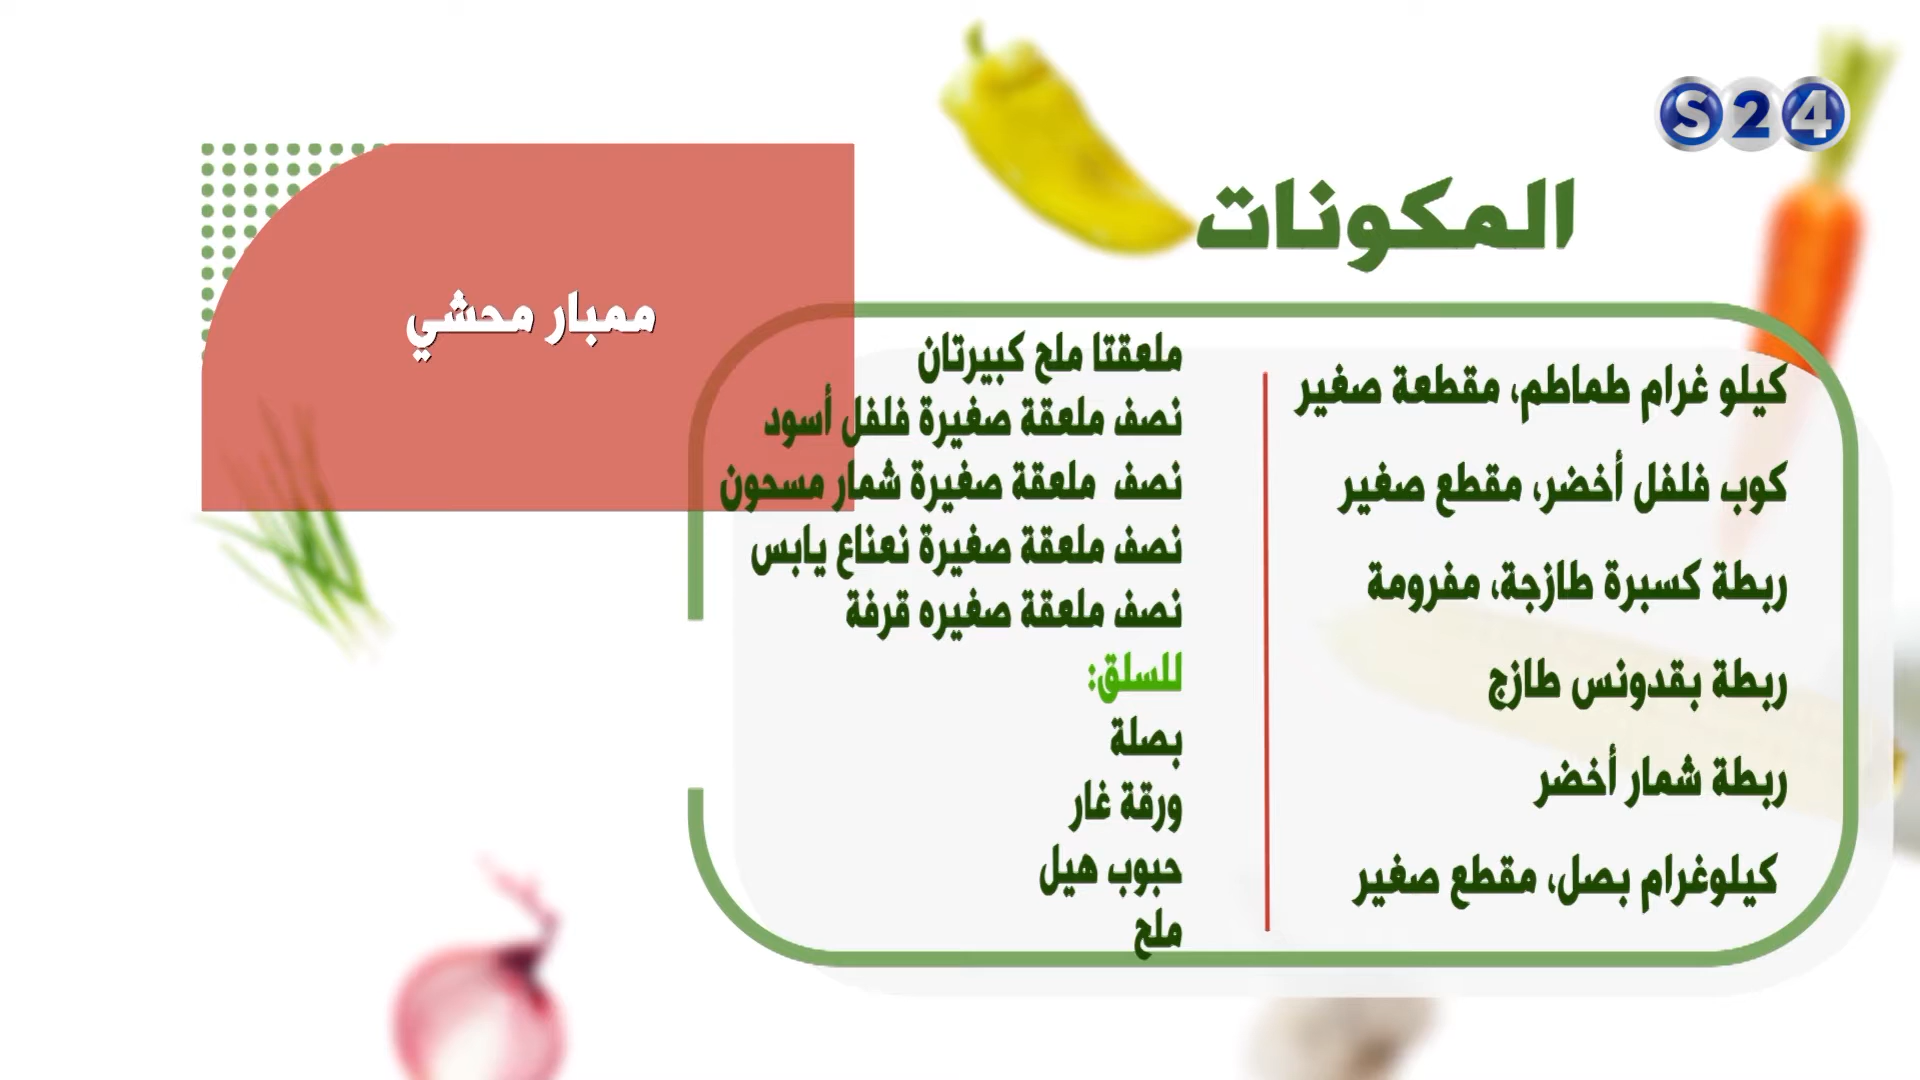 S24
المكونات
ممبار محشي
كيلو غرام طماطم، مقطعة صغير
كوب فلفل أخضر، مقطع صغير
ربطة كسبرة طازجة، مفرومة
ربطة بقدونس طازج
ربطة شمار أخضر
كيلوغرام بصل، مقطع صغير
ملعقتا ملح كبيرتان
نصف ملعقة صغيرة فلفل أسود
نصف ملعقة صغيرة شمار مسحون
نصف ملعقة صغيرة نعناع يابس
نصف ملعقة صغيره قرفة
للسلق:
بصلة
ورقة غار
حبوب هيل
ملح